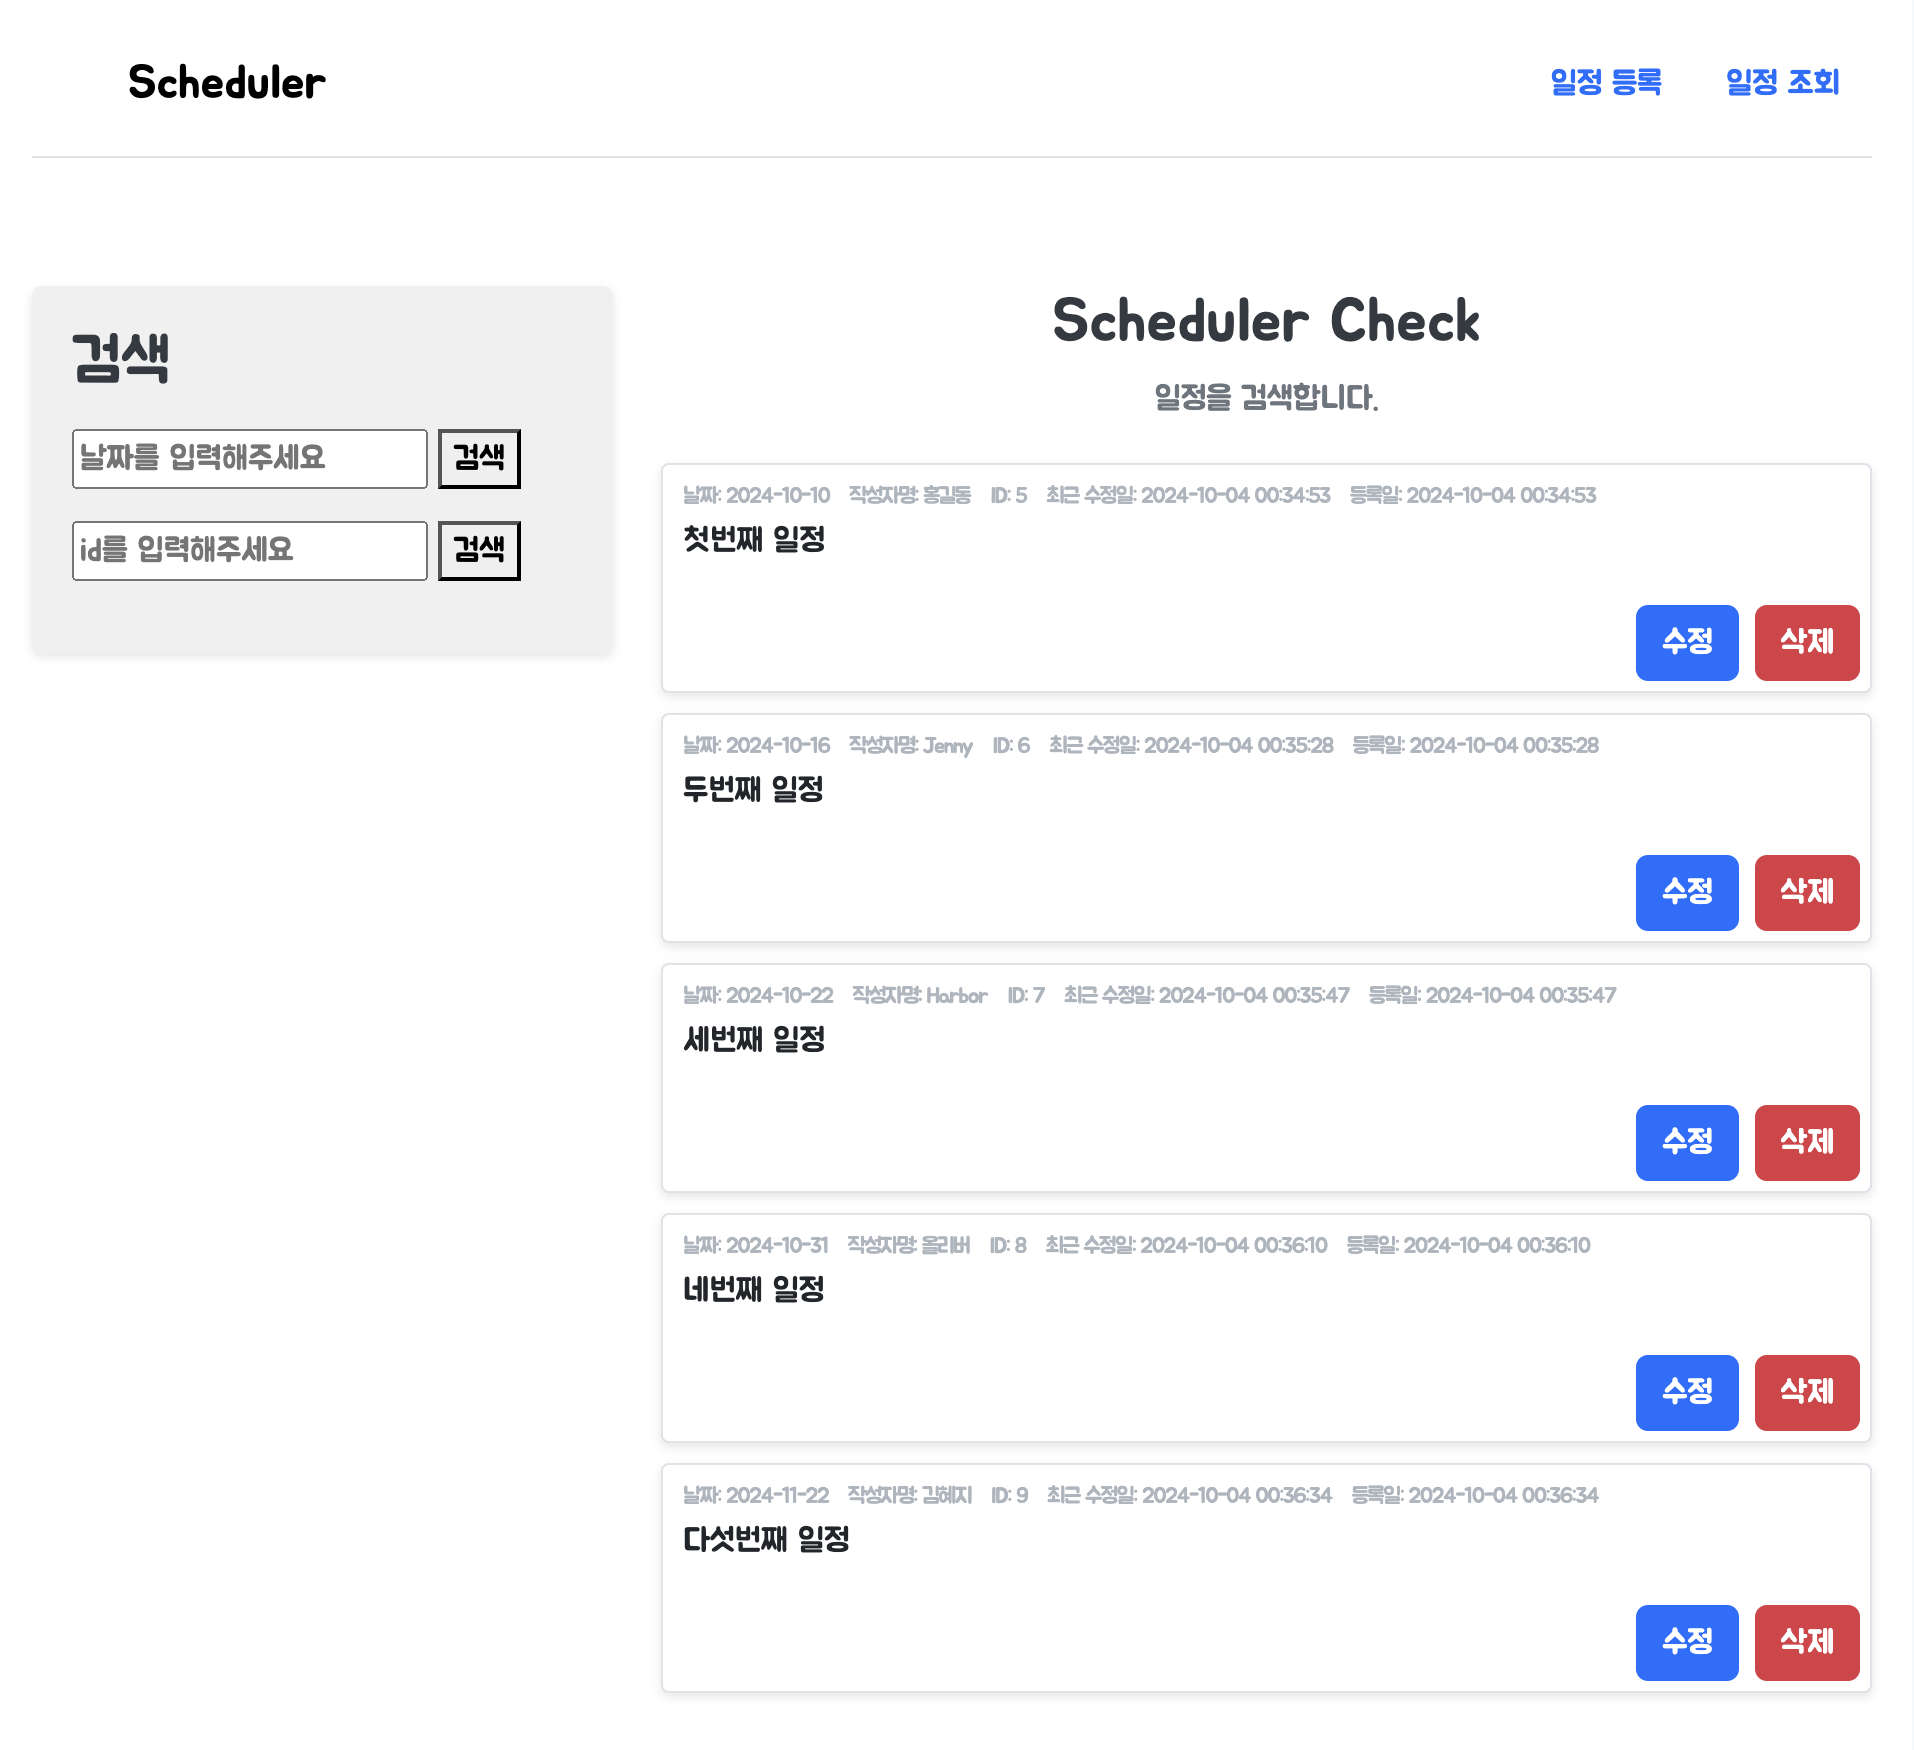 Scheduler 일정 등록 일정 조회
검색
날짜를 입력해주세요 검색
id를 입력해주세요 검색
Scheduler Check
일정을 검색합니다.
날짜: 2024-10-10 작성자명: 홍길동 ID: 5 최근 수정일: 2024-10-04 00:34:53 등록일: 2024-10-04 00:34:53
첫번째 일정
수정 삭제
날짜: 2024-10-16 작성자명: Jenny ID: 6 최근 수정일: 2024-10-04 00:35:28 등록일: 2024-10-04 00:35:28
두번째 일정
수정 삭제
날짜: 2024-10-22 작성자명: Harbor ID: 7 최근 수정일: 2024-10-04 00:35:47 등록일: 2024-10-04 00:35:47
세번째 일정
수정 삭제
날짜: 2024-10-31 작성자명: 올리버 ID: 8 최근 수정일: 2024-10-04 00:36:10 등록일: 2024-10-04 00:36:10
네번째 일정
수정 삭제
날짜: 2024-11-22 작성자명: 김혜지 ID: 9 최근 수정일: 2024-10-04 00:36:34 등록일: 2024-10-04 00:36:34
다섯번째 일정
수정 삭제